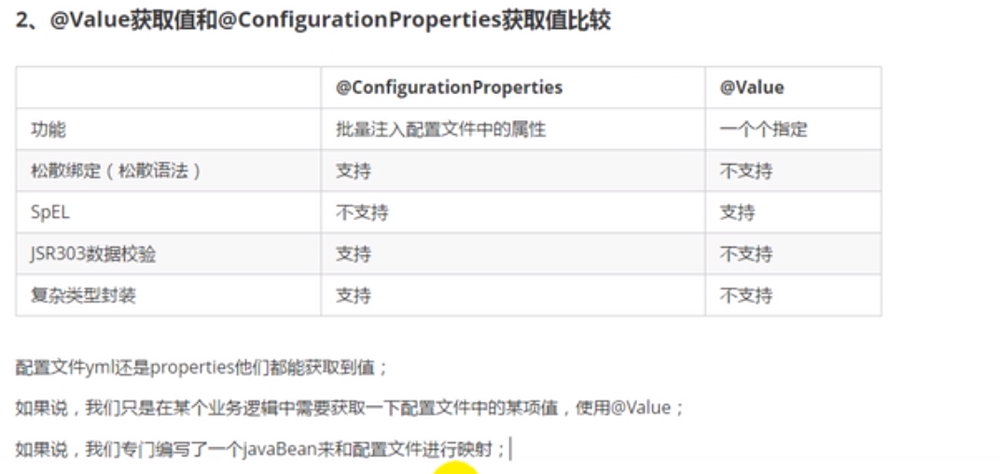 2、@Value获取值和@ConfigurationProperties获取值比较
@ConfigurationProperties @Value
功能 批量注入配置文件中的属性 一个个指定
松散绑定（松散语法） 支持 不支持
SpEL 不支持 支持
JSR303数据校验 支持 不支持
复杂类型封装 支持 不支持
配置文件yml还是properties他们都能获取到值；
如果说，我们只是在某个业务逻辑中需要获取一下配置文件中的某项值，使用@Value；
如果说，我们专门编写了一个javaBean来和配置文件进行映射；